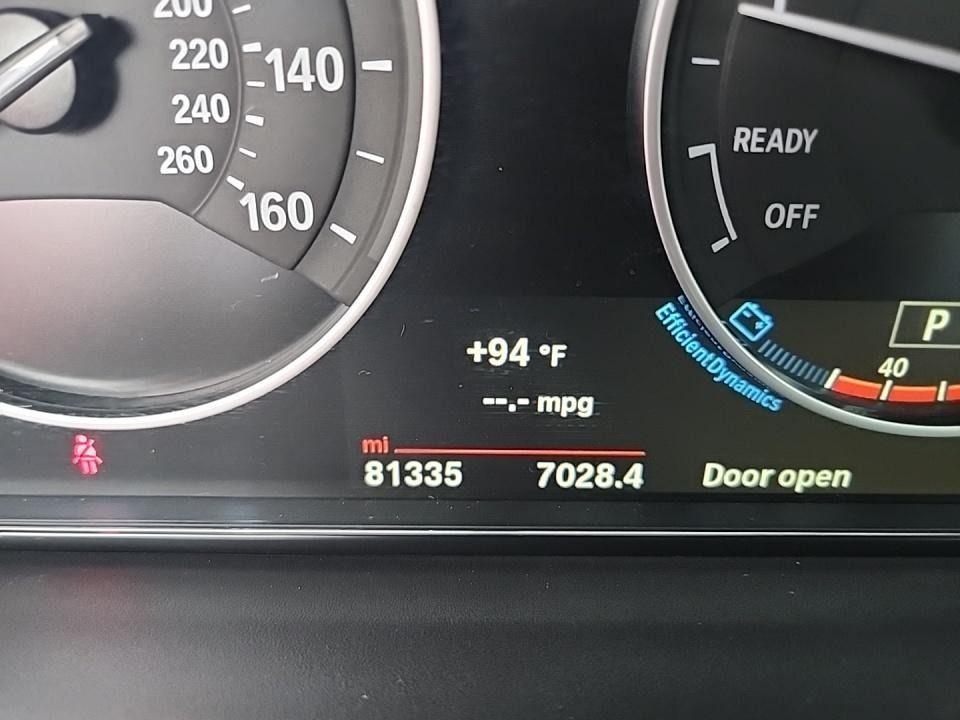 200
220
140
240
260
160
READY
OFF
EfficientDynamics
P
40
+94 °F
--.- mpg
mi
81335 7028.4 Door open